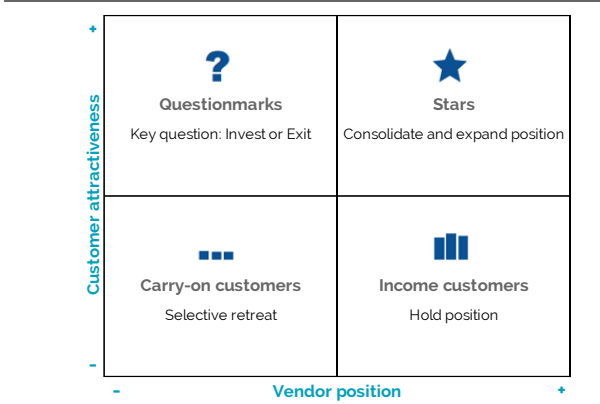 +
?
Questionmarks
Key question: Invest or Exit
Stars
Consolidate and expand position
Customer attractiveness
Carry-on customers
Selective retreat
Income customers
Hold position
-
-
Vendor position
+